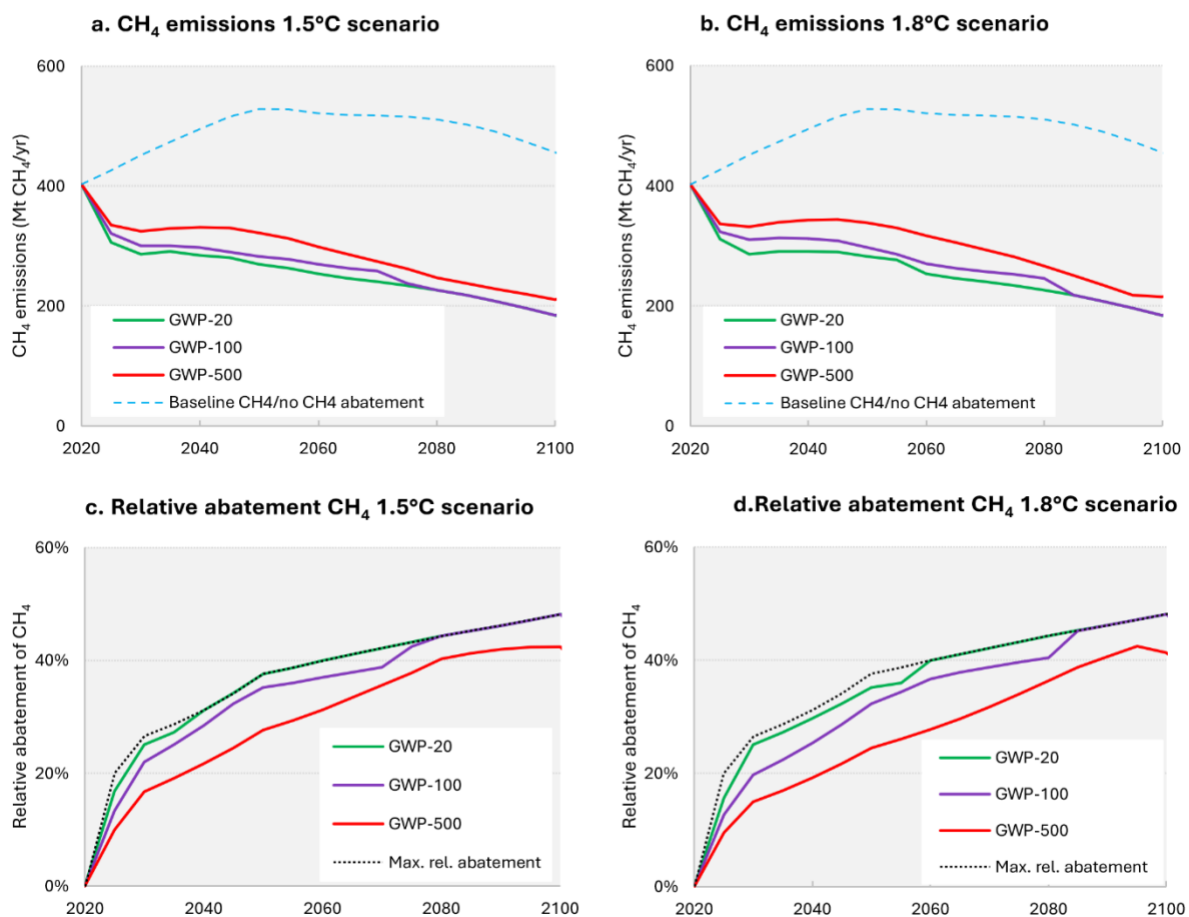 a. CH₄ emissions 1.5°C scenario
CH₄ emissions (Mt CH₄/yr)
600
400
200
0
GWP-20
GWP-100
GWP-500
Baseline CH4/no CH4 abatement
2020 2040 2060 2080 2100
b. CH₄ emissions 1.8°C scenario
CH₄ emissions (Mt CH₄/yr)
600
400
200
0
GWP-20
GWP-100
GWP-500
Baseline CH4/no CH4 abatement
2020 2040 2060 2080 2100
c. Relative abatement CH₄ 1.5°C scenario
Relative abatement of CH₄
60%
40%
20%
0%
GWP-20
GWP-100
GWP-500
Max. rel. abatement
2020 2040 2060 2080 2100
d.Relative abatement CH₄ 1.8°C scenario
Relative abatement of CH₄
60%
40%
20%
0%
GWP-20
GWP-100
GWP-500
Max. rel. abatement
2020 2040 2060 2080 2100